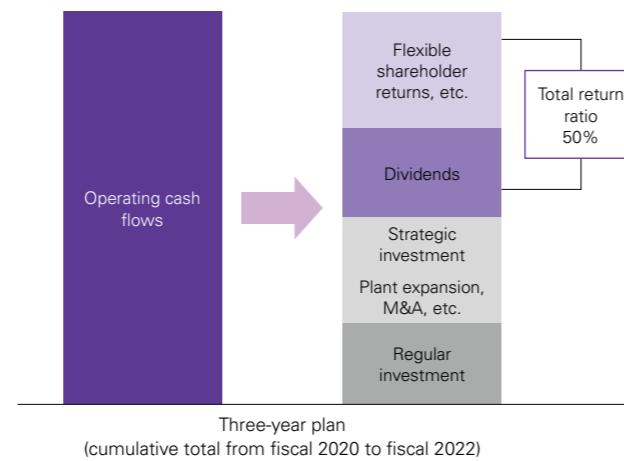 Operating cash
flows
Flexible
shareholder
returns, etc.
Dividends
Strategic
investment
Plant expansion,
M&A, etc.
Regular
investment
Total return
ratio
50%
Three-year plan
(cumulative total from fiscal 2020 to fiscal 2022)